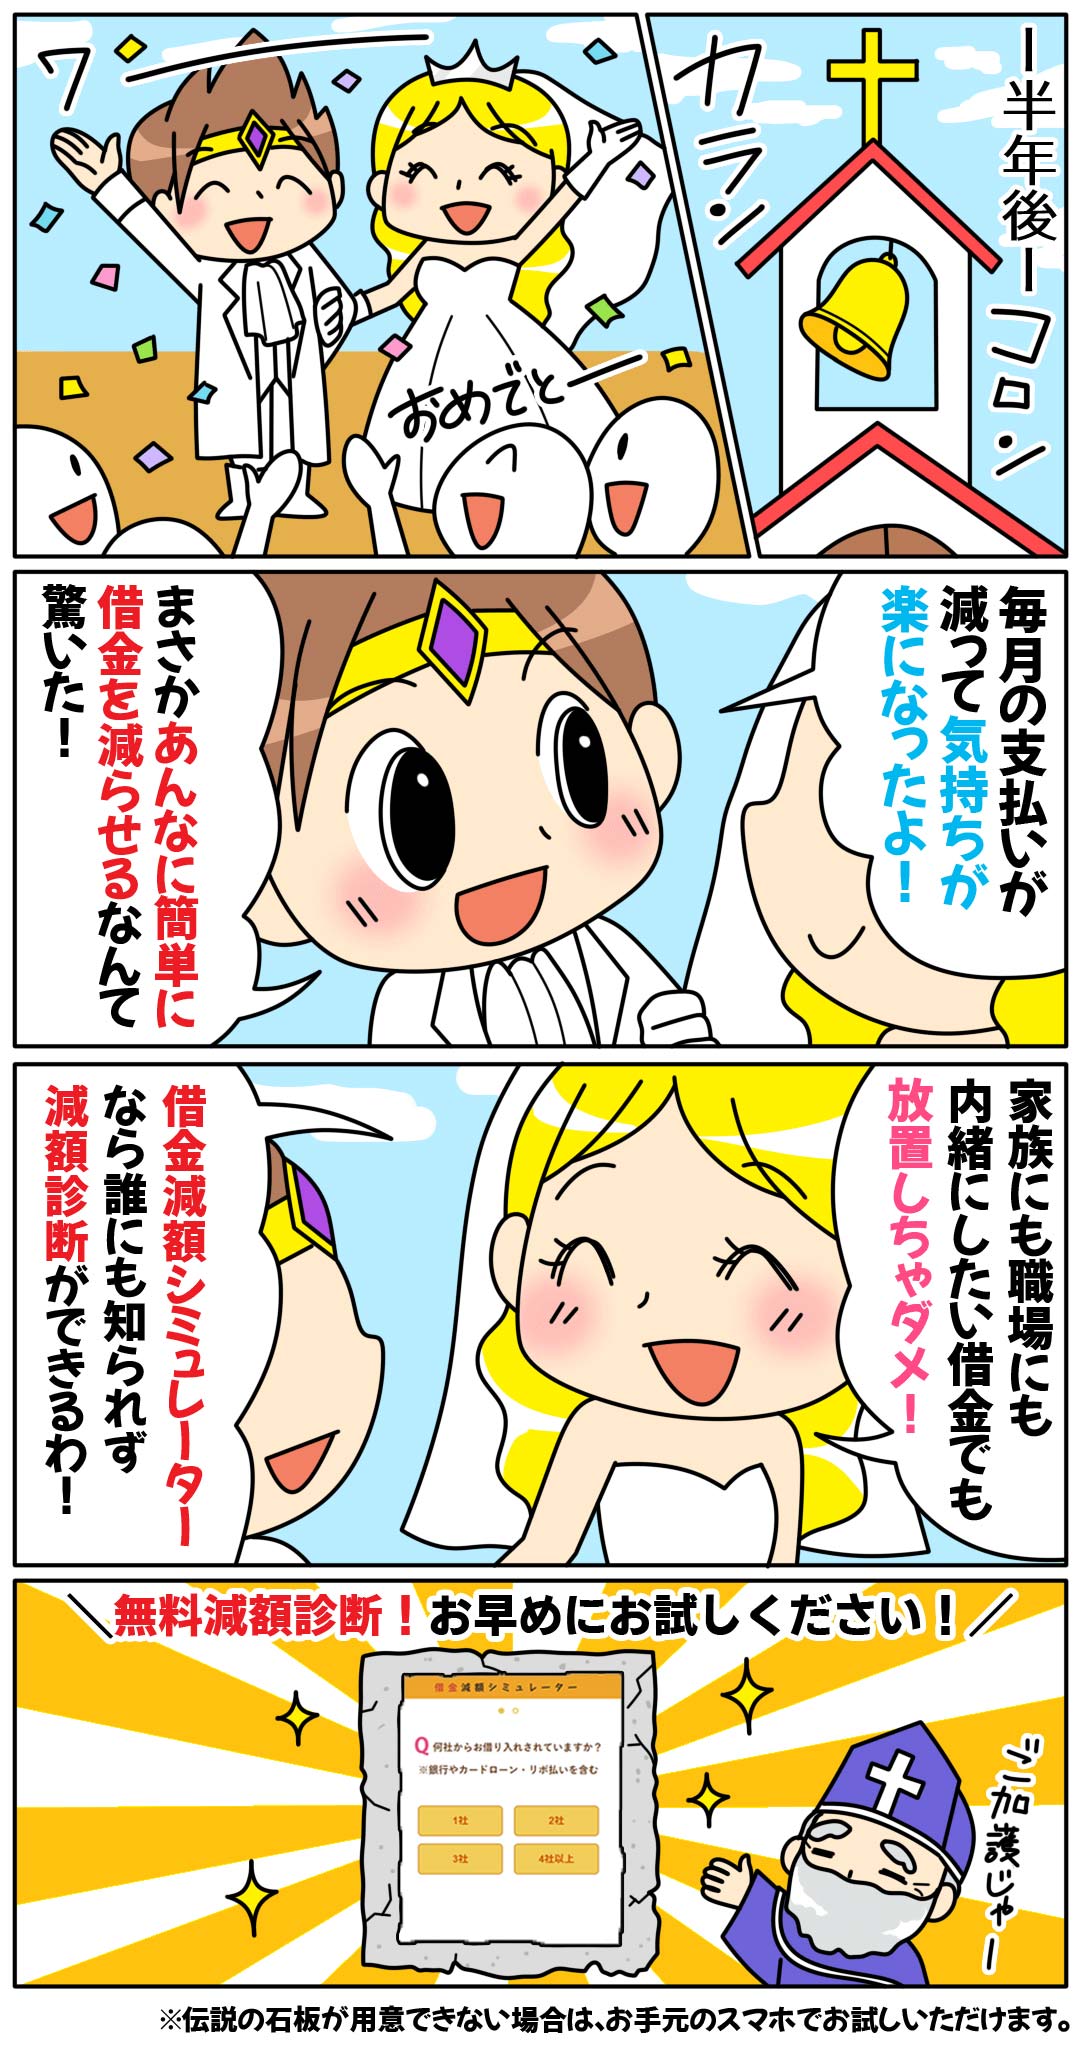 ー半年後ー
カラン
コロン
ワー
おめでとー
毎月の支払いが
減って気持ちが
楽になったよ！
まさかあんなに簡単に
借金を減らせるなんて
驚いた！
家族にも職場にも
内緒にしたい借金でも
放置しちゃダメ！
借金減額シミュレーター
なら誰にも知られず
減額診断ができるわ！
＼無料減額診断！お早めにお試しください！／
借金減額シミュレーター
Q 何社からお借り入れされていますか？
※銀行やカードローン・リボ払いを含む
1社
2社
3社
4社以上
ご加護じゃー
※伝説の石板が用意できない場合は、お手元のスマホでお試しいただけます。